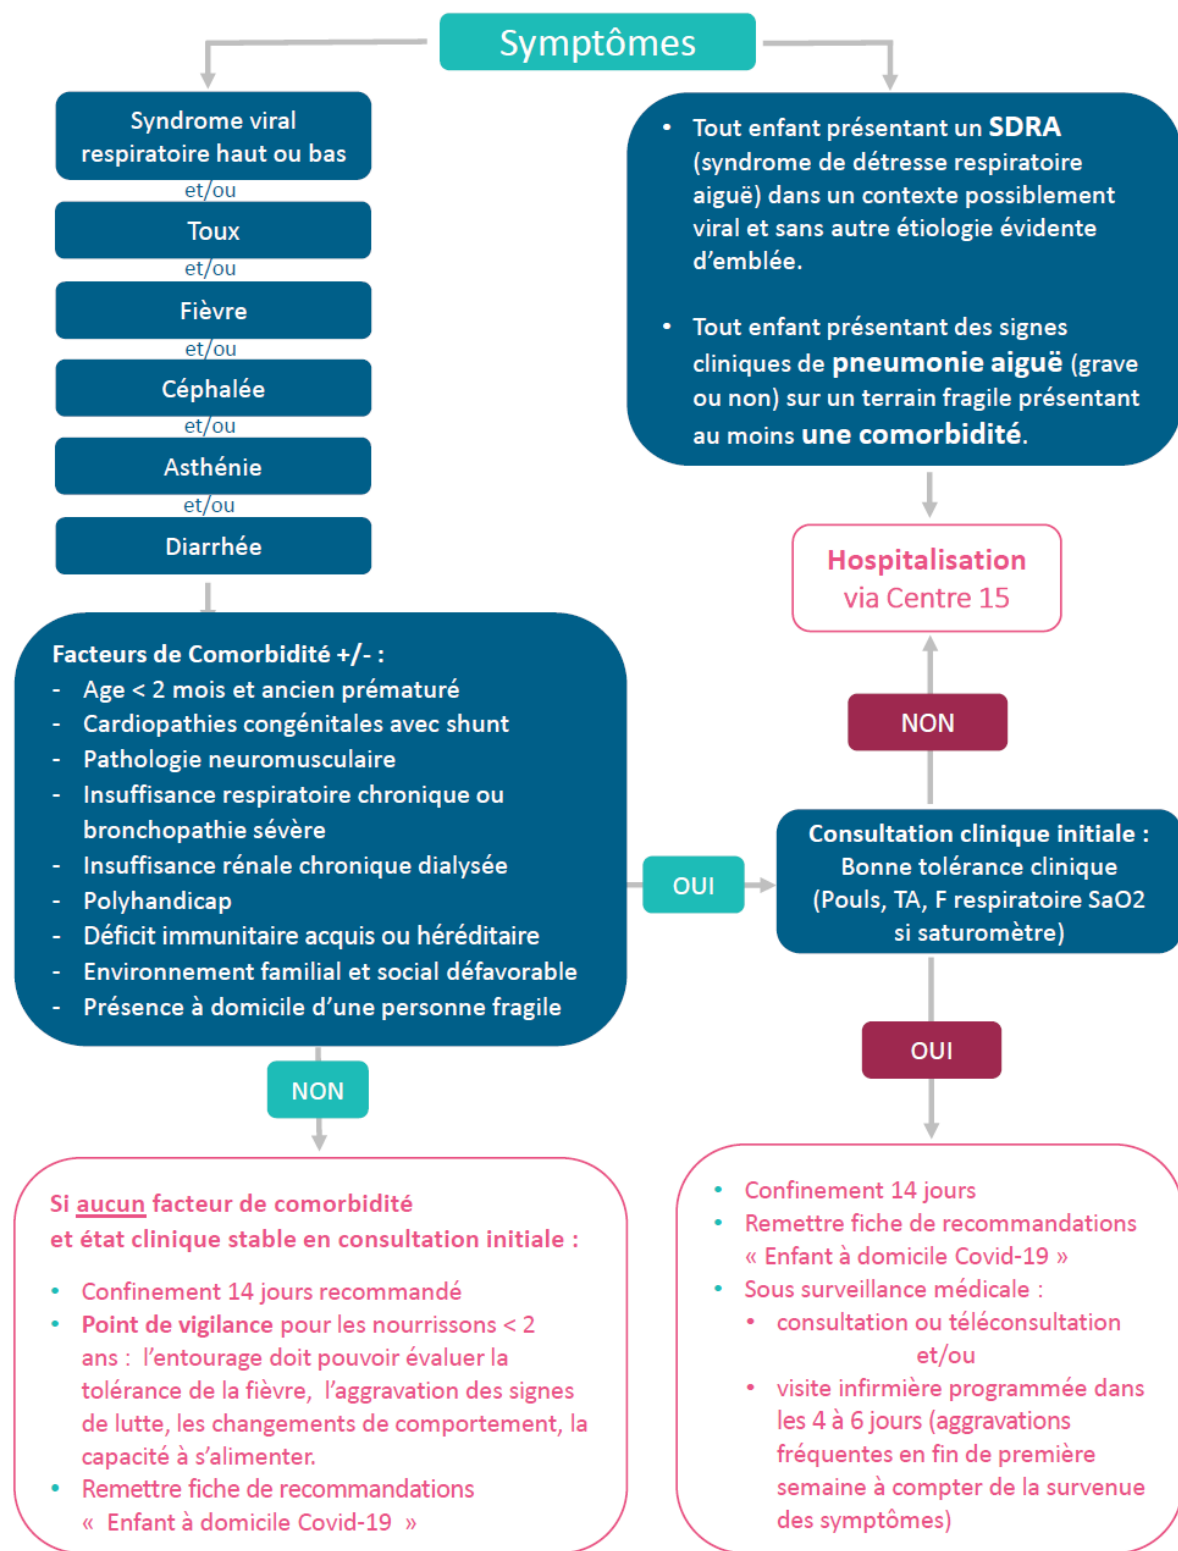 Symptômes
Syndrome viral
respiratoire haut ou bas
et/ou
Toux
et/ou
Fièvre
et/ou
Céphalée
et/ou
Asthénie
et/ou
Diarrhée
• Tout enfant présentant un SDRA
(syndrome de détresse respiratoire
aiguë) dans un contexte possiblement
viral et sans autre étiologie évidente
d’emblée.
• Tout enfant présentant des signes
cliniques de pneumonie aiguë (grave
ou non) sur un terrain fragile présentant
au moins une comorbidité.
Hospitalisation
via Centre 15
NON
Facteurs de Comorbidité +/- :
- Age < 2 mois et ancien prématuré
- Cardiopathies congénitales avec shunt
- Pathologie neuromusculaire
- Insuffisance respiratoire chronique ou
bronchopathie sévère
- Insuffisance rénale chronique dialysée
- Polyhandicap
- Déficit immunitaire acquis ou héréditaire
- Environnement familial et social défavorable
- Présence à domicile d’une personne fragile
OUI
Consultation clinique initiale :
Bonne tolérance clinique
(Pouls, TA, F respiratoire SaO2
si saturomètre)
OUI
NON
Si aucun facteur de comorbidité
et état clinique stable en consultation initiale :
• Confinement 14 jours recommandé
• Point de vigilance pour les nourrissons < 2
ans : l’entourage doit pouvoir évaluer la
tolérance de la fièvre, l’aggravation des signes
de lutte, les changements de comportement, la
capacité à s’alimenter.
• Remettre fiche de recommandations
« Enfant à domicile Covid-19 »
• Confinement 14 jours
• Remettre fiche de recommandations
« Enfant à domicile Covid-19 »
• Sous surveillance médicale :
• consultation ou téléconsultation
et/ou
• visite infirmière programmée dans
les 4 à 6 jours (aggravations
fréquentes en fin de première
semaine à compter de la survenue
des symptômes)